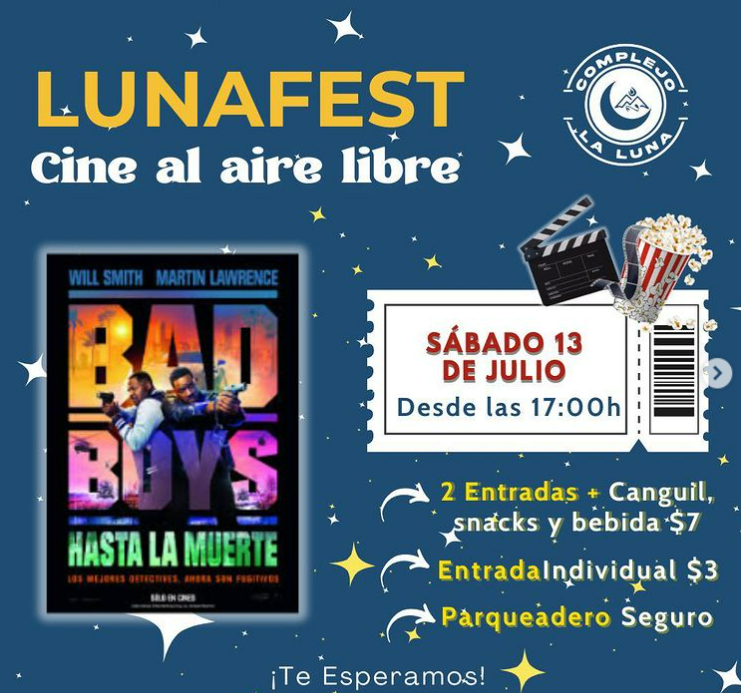 LUNAFEST
Cine al aire libre
COMPLEJO
LA LUNA
WILL SMITH MARTIN LAWRENCE
BAD
BOYS
HASTA LA MUERTE
LOS MEJORES DETECTIVES, AHORA SON FUGITIVOS
SÓLO EN CINES
SÁBADO 13
DE JULIO
Desde las 17:00h
2 Entradas + Canguil,
snacks y bebida $7
EntradaIndividual $3
Parqueadero Seguro
¡Te Esperamos!